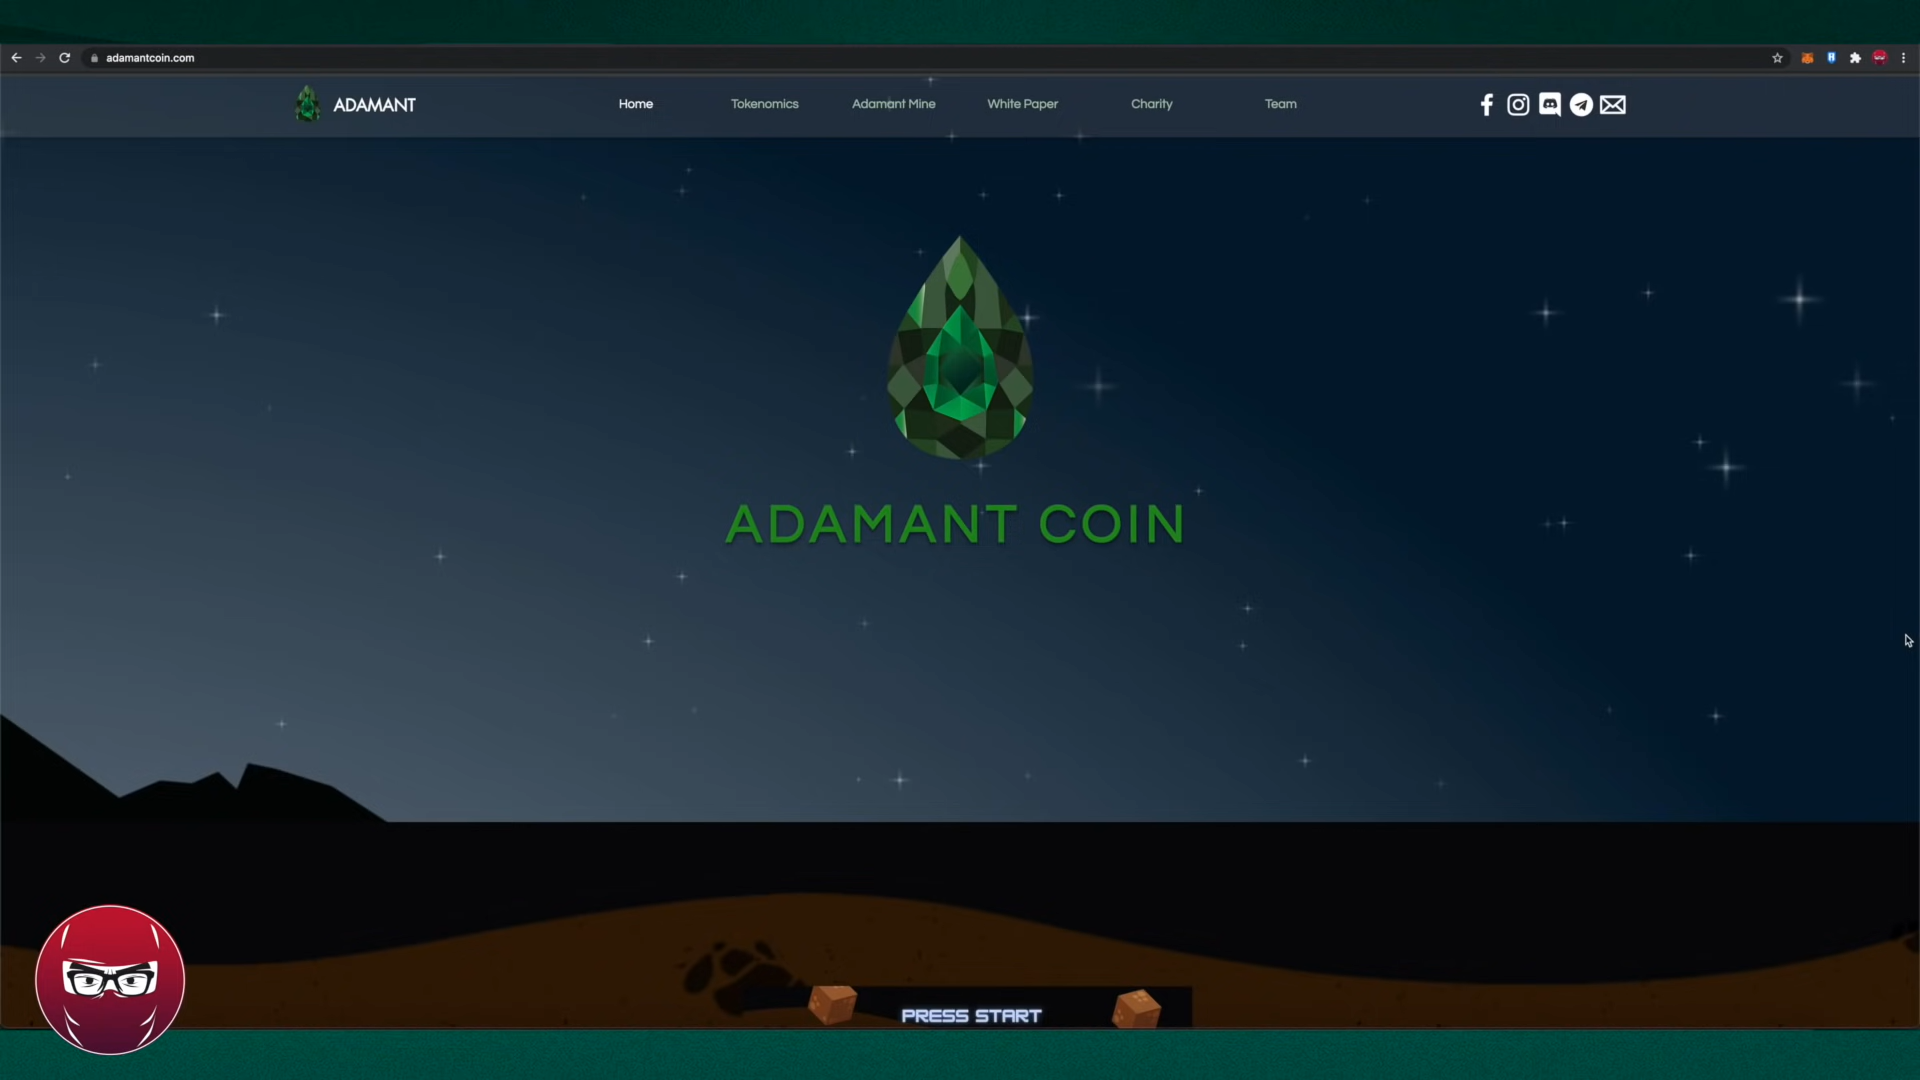 adamantcoin.com
ADAMANT
Home
Tokenomics
Adamant Mine
White Paper
Charity
Team
ADAMANT COIN
PRESS START